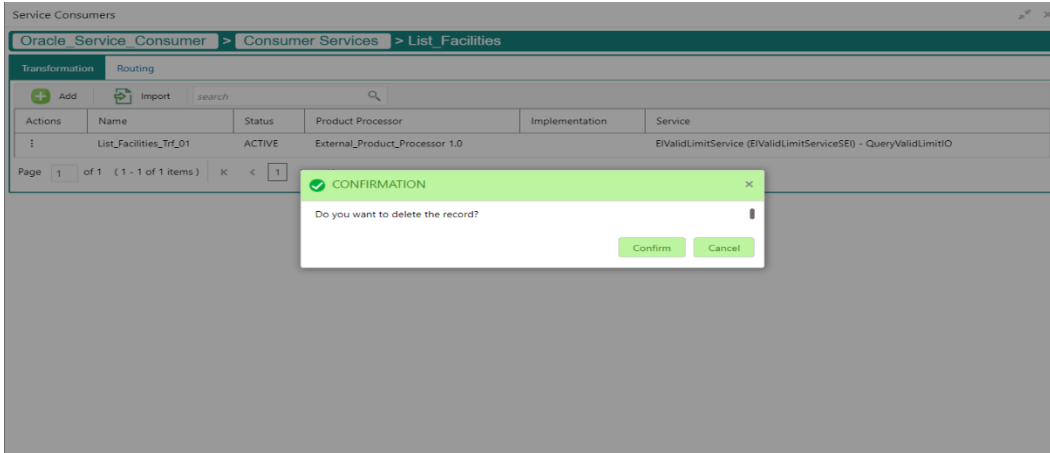 Service Consumers
Oracle_Service_Consumer > Consumer Services > List_Facilities
Transformation Routing
Add Import search
Actions Name Status Product Processor Implementation Service
List_Facilities_Trf_01 ACTIVE External_Product_Processor 1.0 EIValidLimitService (EIValidLimitServiceSEI) - QueryValidLimitIO
Page 1 of 1 (1 - 1 of 1 items) K < 1
CONFIRMATION
Do you want to delete the record?
Confirm Cancel